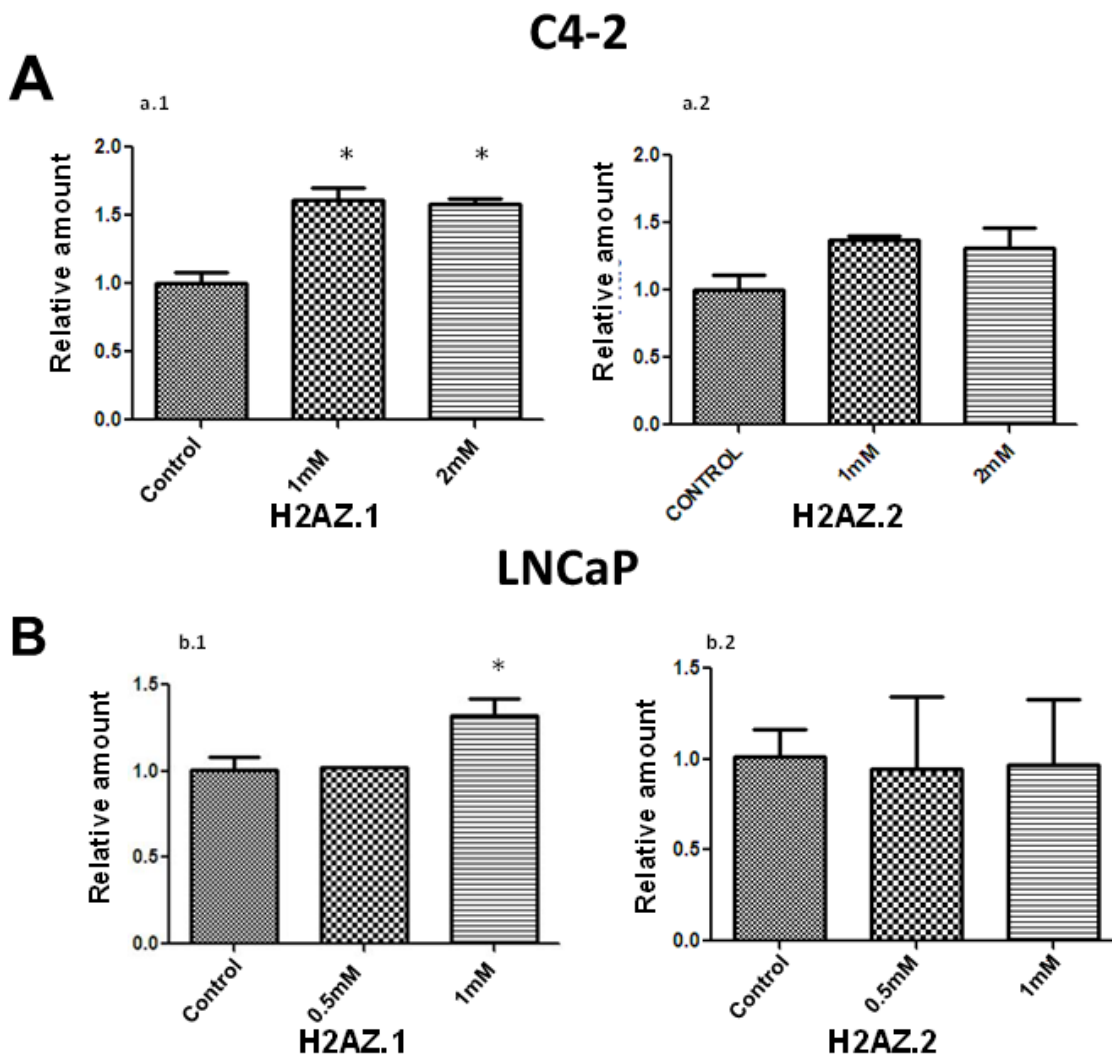 C4-2
A
a.1
Relative amount
2.0
1.5
1.0
0.5
0.0
*
*
Control
1mM
2mM
H2AZ.1
a.2
Relative amount
2.0
1.5
1.0
0.5
0.0
CONTROL
1mM
2mM
H2AZ.2
LNCaP
B
b.1
Relative amount
1.5
1.0
0.5
0.0
*
Control
0.5mM
1mM
H2AZ.1
b.2
Relative amount
1.5
1.0
0.5
0.0
Control
0.5mM
1mM
H2AZ.2